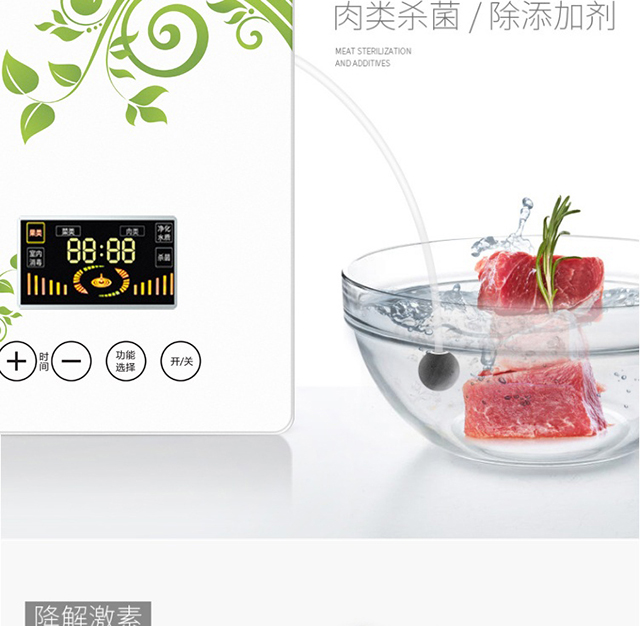 肉类杀菌 / 除添加剂
MEAT STERILIZATION
AND ADDITIVES
果类 菜类 肉类 净化
水质
88:88
室内
消毒
杀菌
+ 时
间 − 功能
选择 开/关
降解激素